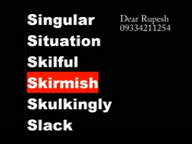 Singular
Dear Rupesh
09334211254
Situation
Skilful
Skirmish
Skulkingly
Slack